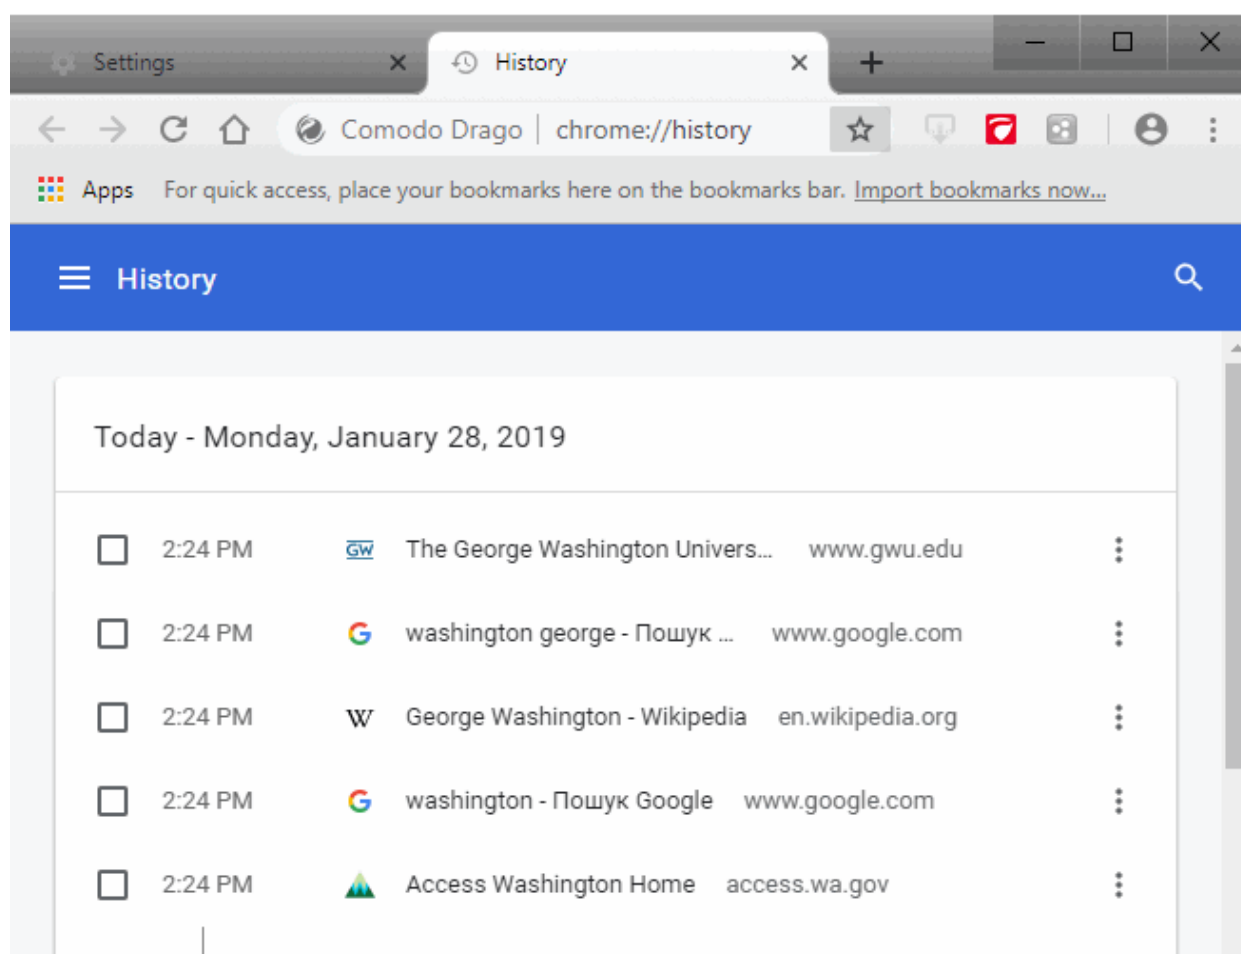 Settings
History
Comodo Drago chrome://history
Apps For quick access, place your bookmarks here on the bookmarks bar. Import bookmarks now...
History
Today - Monday, January 28, 2019
2:24 PM GW The George Washington Univers... www.gwu.edu
2:24 PM G washington george - Пошук ... www.google.com
2:24 PM W George Washington - Wikipedia en.wikipedia.org
2:24 PM G washington - Пошук Google www.google.com
2:24 PM Access Washington Home access.wa.gov